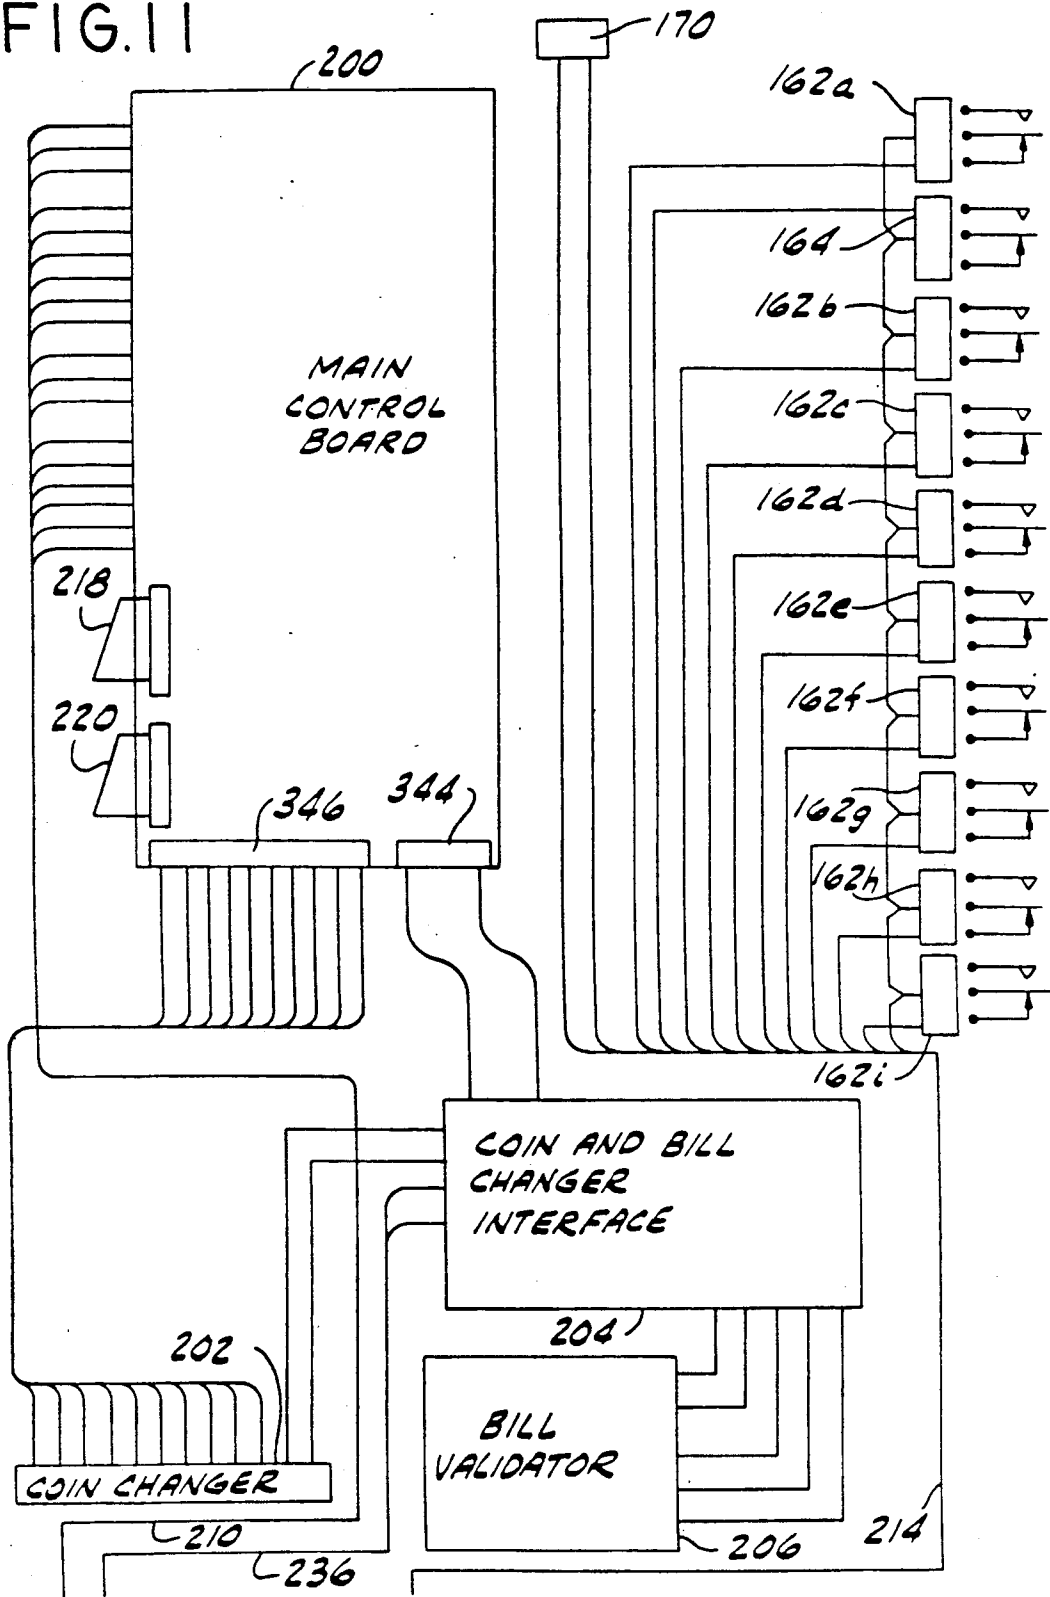 FIG. 11
170
200
162a
164
162b
MAIN
CONTROL
BOARD
162c
162d
218
162e
162f
220
346
344
162g
162h
162i
COIN AND BILL
CHANGER
INTERFACE
204
202
BILL
VALIDATOR
COIN CHANGER
210
206
214
236